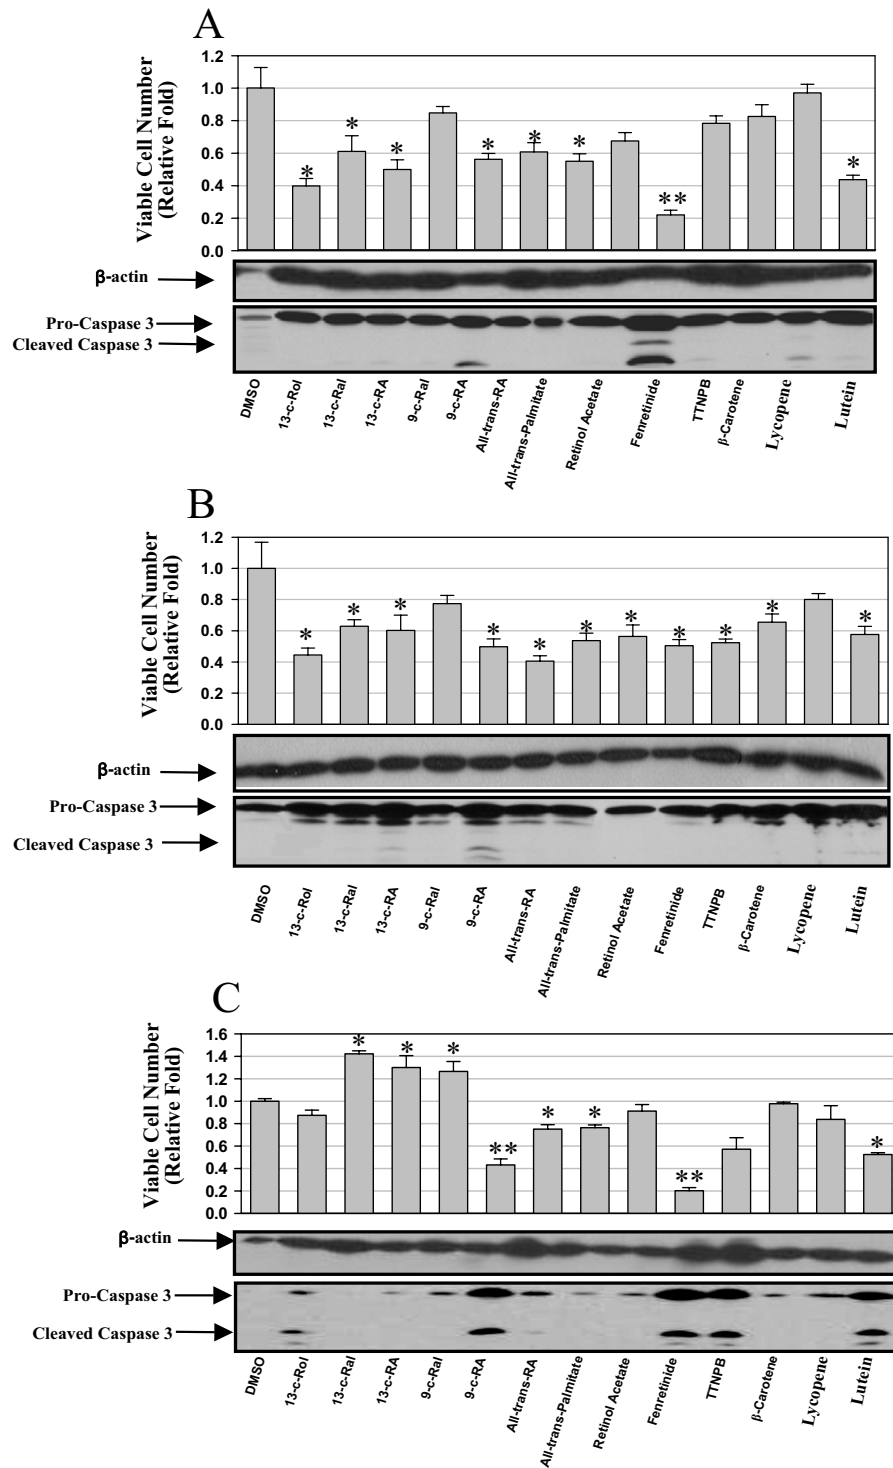 A
Viable Cell Number
(Relative Fold)
1.2
1.0
0.8
0.6
0.4
0.2
0.0
* * * * * * ** *
β-actin
Pro-Caspase 3
Cleaved Caspase 3
DMSO
13-c-Rol
13-c-Ral
13-c-RA
9-c-Ral
9-c-RA
All-trans-RA
All-trans-Palmitate
Retinol Acetate
Fenretinide
TTNPB
β-Carotene
Lycopene
Lutein
B
Viable Cell Number
(Relative Fold)
1.2
1.0
0.8
0.6
0.4
0.2
0.0
* * * * * * * * * * *
β-actin
Pro-Caspase 3
Cleaved Caspase 3
DMSO
13-c-Rol
13-c-Ral
13-c-RA
9-c-Ral
9-c-RA
All-trans-RA
All-trans-Palmitate
Retinol Acetate
Fenretinide
TTNPB
β-Carotene
Lycopene
Lutein
C
Viable Cell Number
(Relative Fold)
1.6
1.4
1.2
1.0
0.8
0.6
0.4
0.2
0.0
* * * ** * * ** *
β-actin
Pro-Caspase 3
Cleaved Caspase 3
DMSO
13-c-Rol
13-c-Ral
13-c-RA
9-c-Ral
9-c-RA
All-trans-RA
All-trans-Palmitate
Retinol Acetate
Fenretinide
TTNPB
β-Carotene
Lycopene
Lutein